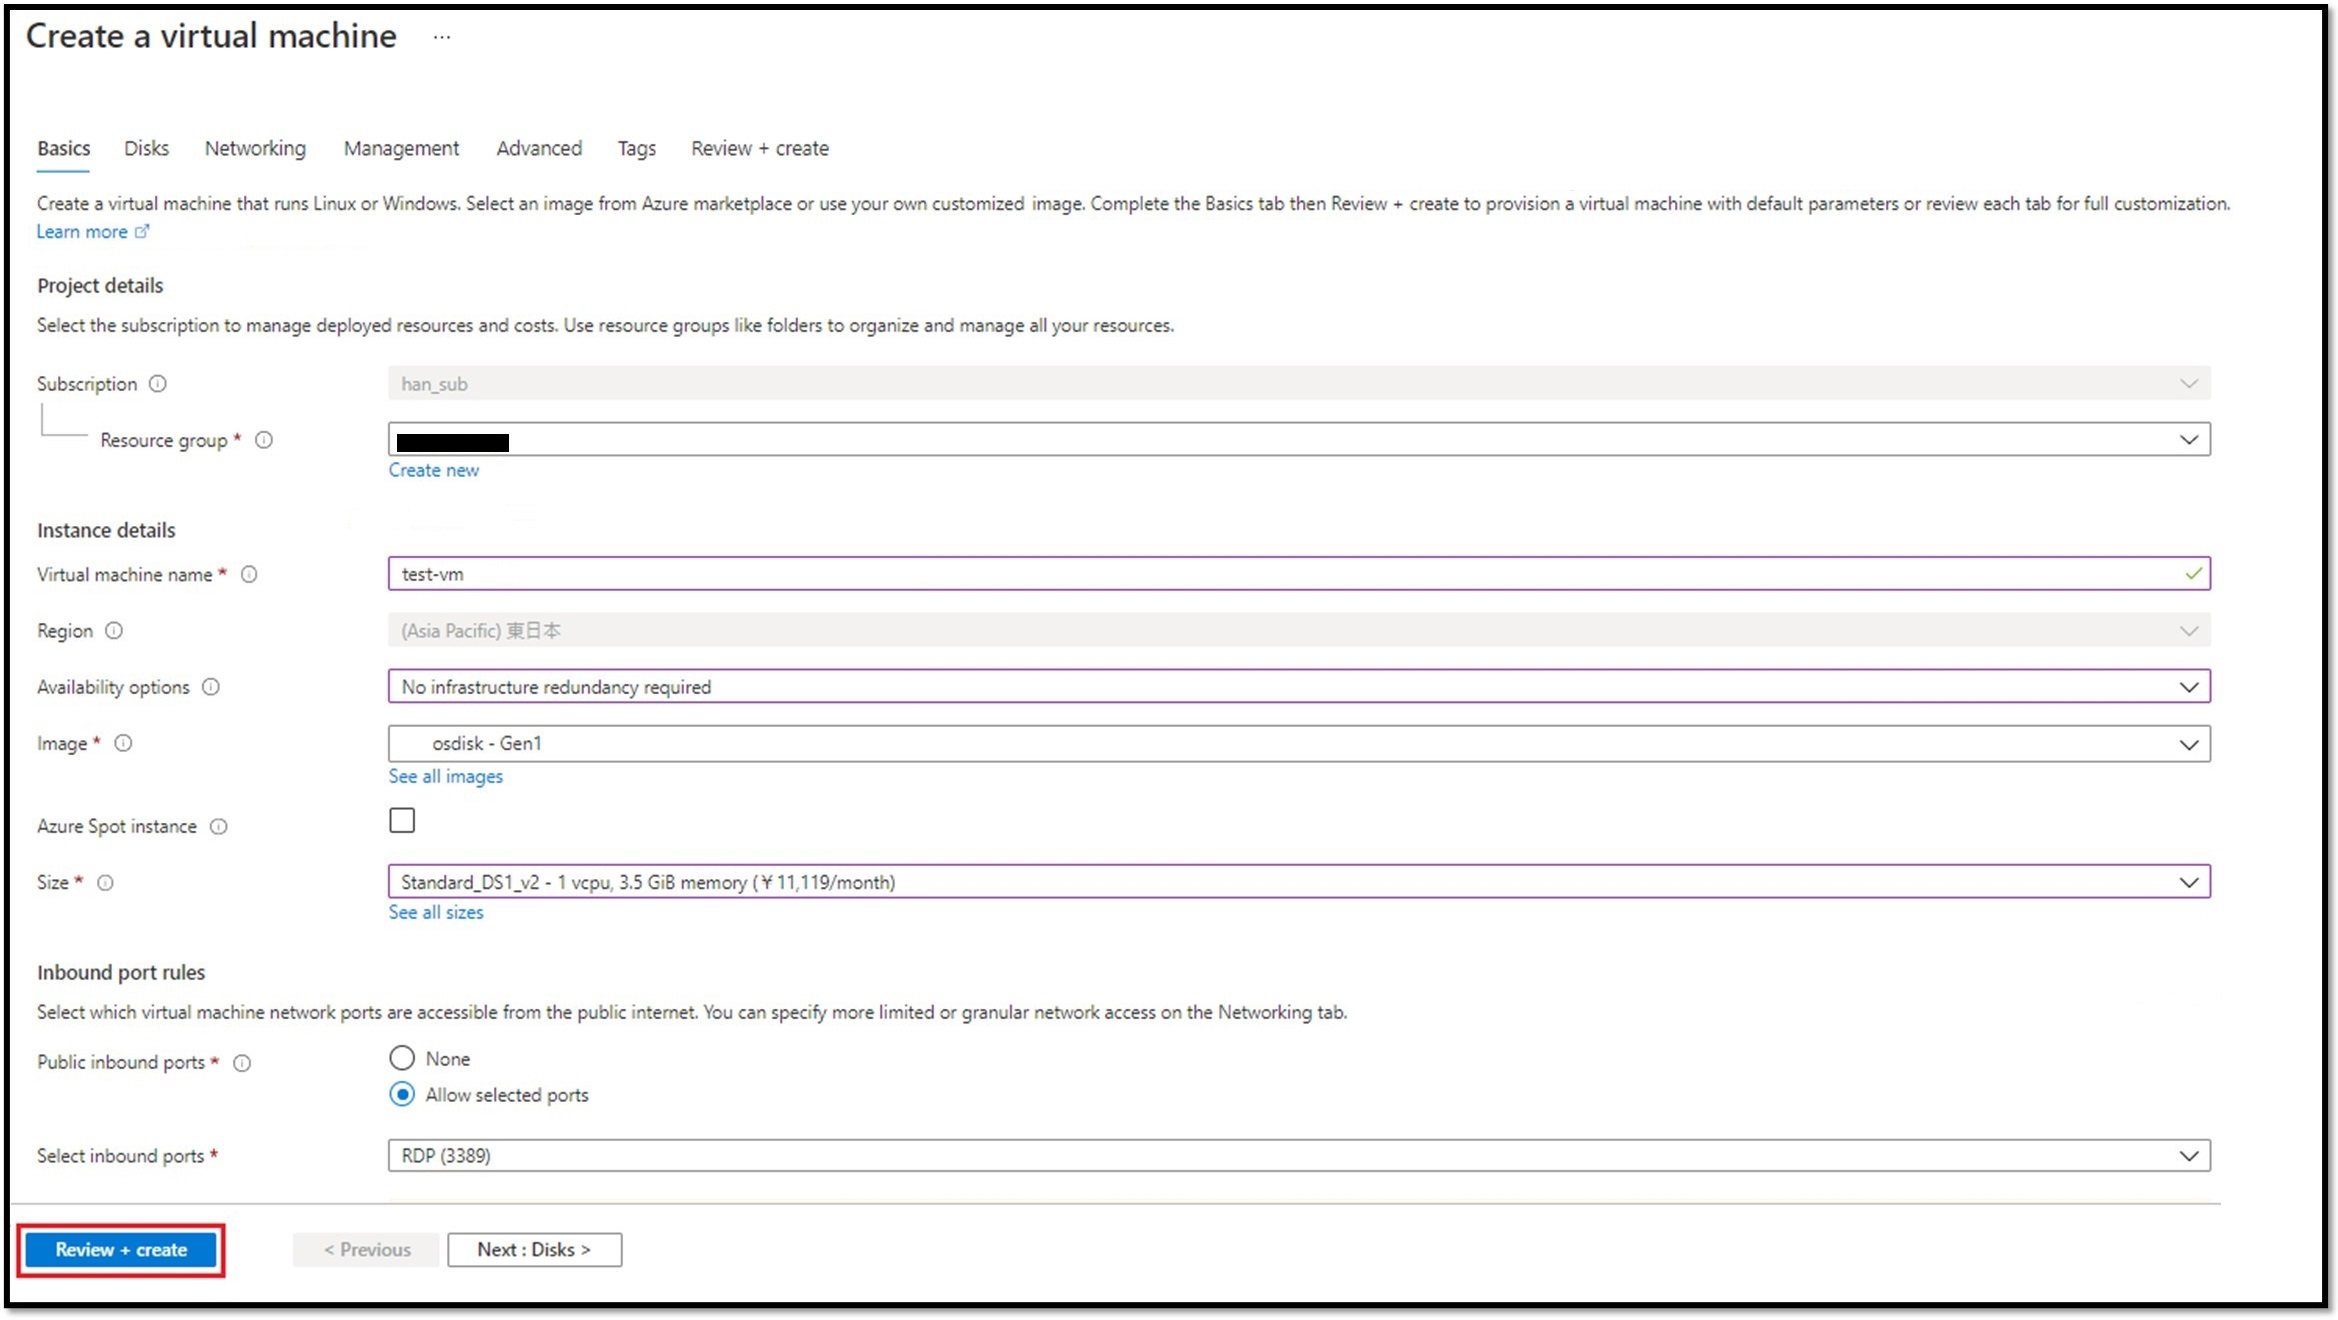 Create a virtual machine ...
Basics Disks Networking Management Advanced Tags Review + create
Create a virtual machine that runs Linux or Windows. Select an image from Azure marketplace or use your own customized image. Complete the Basics tab then Review + create to provision a virtual machine with default parameters or review each tab for full customization.
Learn more
Project details
Select the subscription to manage deployed resources and costs. Use resource groups like folders to organize and manage all your resources.
Subscription han_sub
Resource group *
Create new
Instance details
Virtual machine name * test-vm
Region (Asia Pacific) 東日本
Availability options No infrastructure redundancy required
Image * osdisk - Gen1
See all images
Azure Spot instance
Size * Standard_DS1_v2 - 1 vcpu, 3.5 GiB memory (￥11,119/month)
See all sizes
Inbound port rules
Select which virtual machine network ports are accessible from the public internet. You can specify more limited or granular network access on the Networking tab.
Public inbound ports * None
Allow selected ports
Select inbound ports * RDP (3389)
Review + create < Previous Next : Disks >